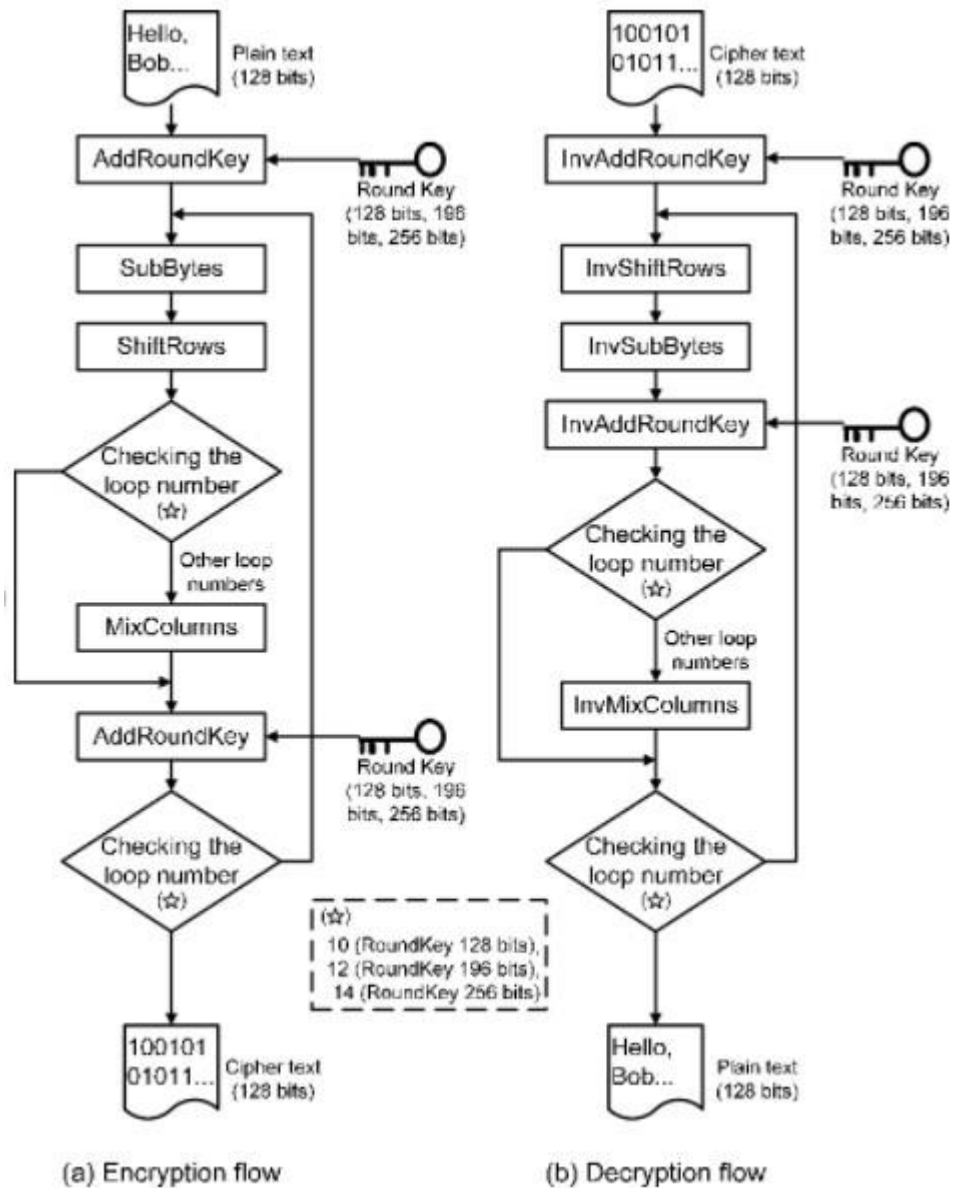 Hello,
Bob...
Plain text
(128 bits)
AddRoundKey
Round Key
(128 bits, 196
bits, 256 bits)
SubBytes
ShiftRows
Checking the
loop number
(☆)
Other loop
numbers
MixColumns
AddRoundKey
Round Key
(128 bits, 196
bits, 256 bits)
Checking the
loop number
(☆)
100101
01011...
Cipher text
(128 bits)
(a) Encryption flow
(☆)
10 (RoundKey 128 bits),
12 (RoundKey 196 bits),
14 (RoundKey 256 bits)
100101
01011...
Cipher text
(128 bits)
InvAddRoundKey
Round Key
(128 bits, 196
bits, 256 bits)
InvShiftRows
InvSubBytes
InvAddRoundKey
Round Key
(128 bits, 196
bits, 256 bits)
Checking the
loop number
(☆)
Other loop
numbers
InvMixColumns
Checking the
loop number
(☆)
Hello,
Bob...
Plain text
(128 bits)
(b) Decryption flow